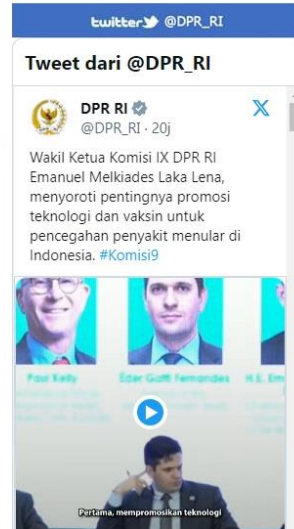 twitter @DPR_RI
Tweet dari @DPR_RI
DPR RI
@DPR_RI · 20j
Wakil Ketua Komisi IX DPR RI
Emanuel Melkiades Laka Lena,
menyoroti pentingnya promosi
teknologi dan vaksin untuk
pencegahan penyakit menular di
Indonesia. #Komisi9
Paul Kelly
Eder Gatti Fernandes
H.E. Em
Pertama, mempromosikan teknologi